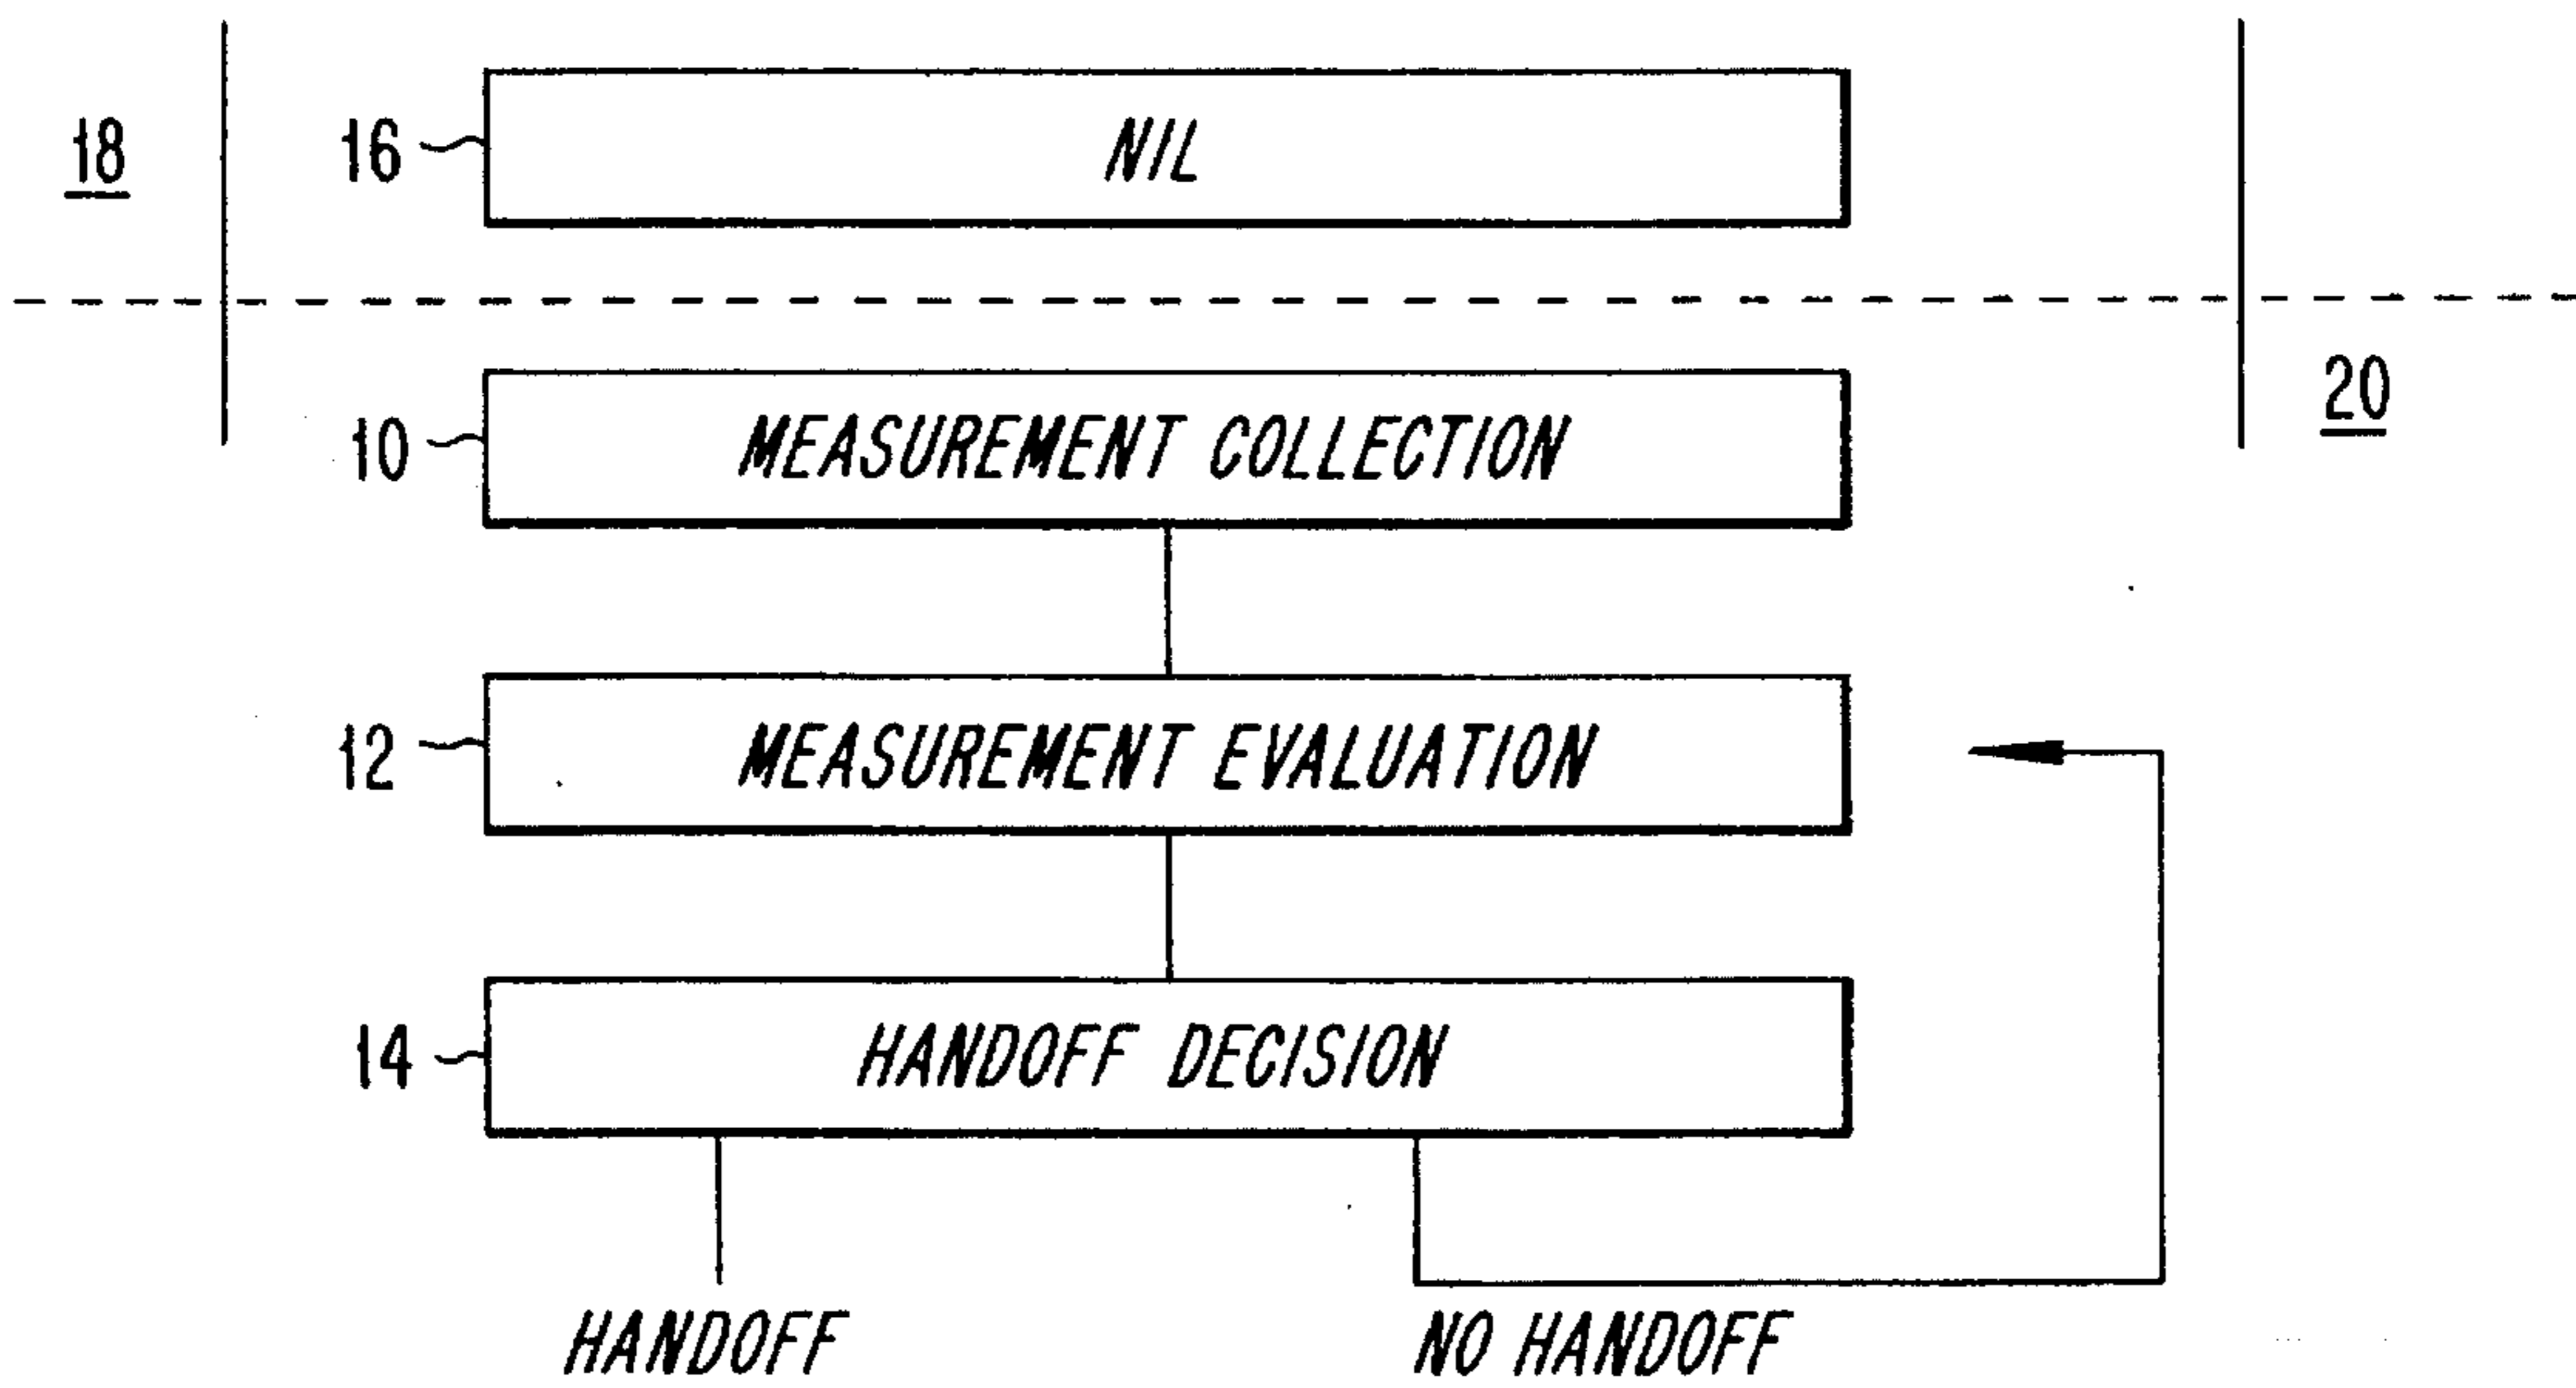 18
16 NIL
10 MEASUREMENT COLLECTION
20
12 MEASUREMENT EVALUATION
14 HANDOFF DECISION
HANDOFF NO HANDOFF